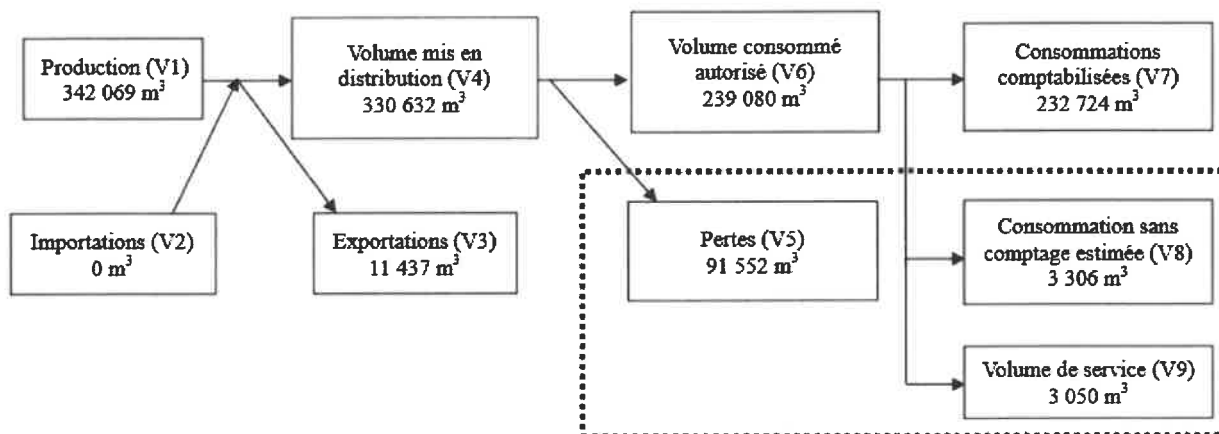 Production (V1)
342 069 m³
Volume mis en
distribution (V4)
330 632 m³
Volume consommé
autorisé (V6)
239 080 m³
Consommations
comptabilisées (V7)
232 724 m³
Importations (V2)
0 m³
Exportations (V3)
11 437 m³
Pertes (V5)
91 552 m³
Consommation sans
comptage estimée (V8)
3 306 m³
Volume de service (V9)
3 050 m³